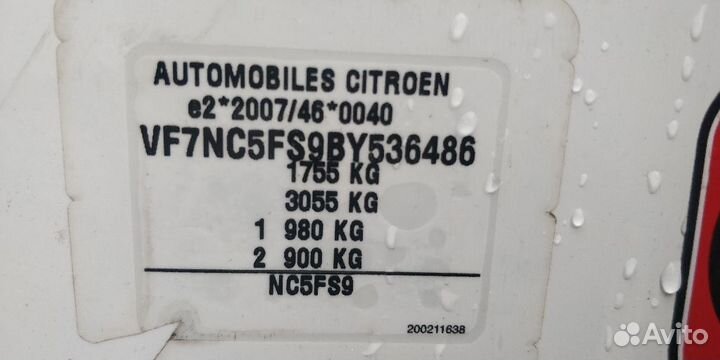 AUTOMOBILES CITROEN
e2*2007/46*0040
VF7NC5FS9BY536486
1755 KG
3055 KG
1 980 KG
2 900 KG
NC5FS9
200211638
Avito